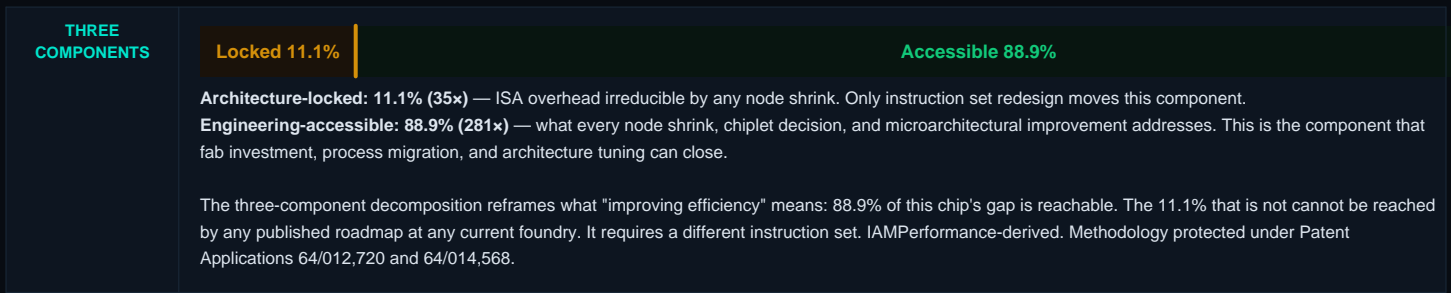 THREE
COMPONENTS
Locked 11.1%
Accessible 88.9%
Architecture-locked: 11.1% (35×) — ISA overhead irreducible by any node shrink. Only instruction set redesign moves this component.
Engineering-accessible: 88.9% (281×) — what every node shrink, chiplet decision, and microarchitectural improvement addresses. This is the component that
fab investment, process migration, and architecture tuning can close.
The three-component decomposition reframes what "improving efficiency" means: 88.9% of this chip's gap is reachable. The 11.1% that is not cannot be reached
by any published roadmap at any current foundry. It requires a different instruction set. IAMPerformance-derived. Methodology protected under Patent
Applications 64/012,720 and 64/014,568.